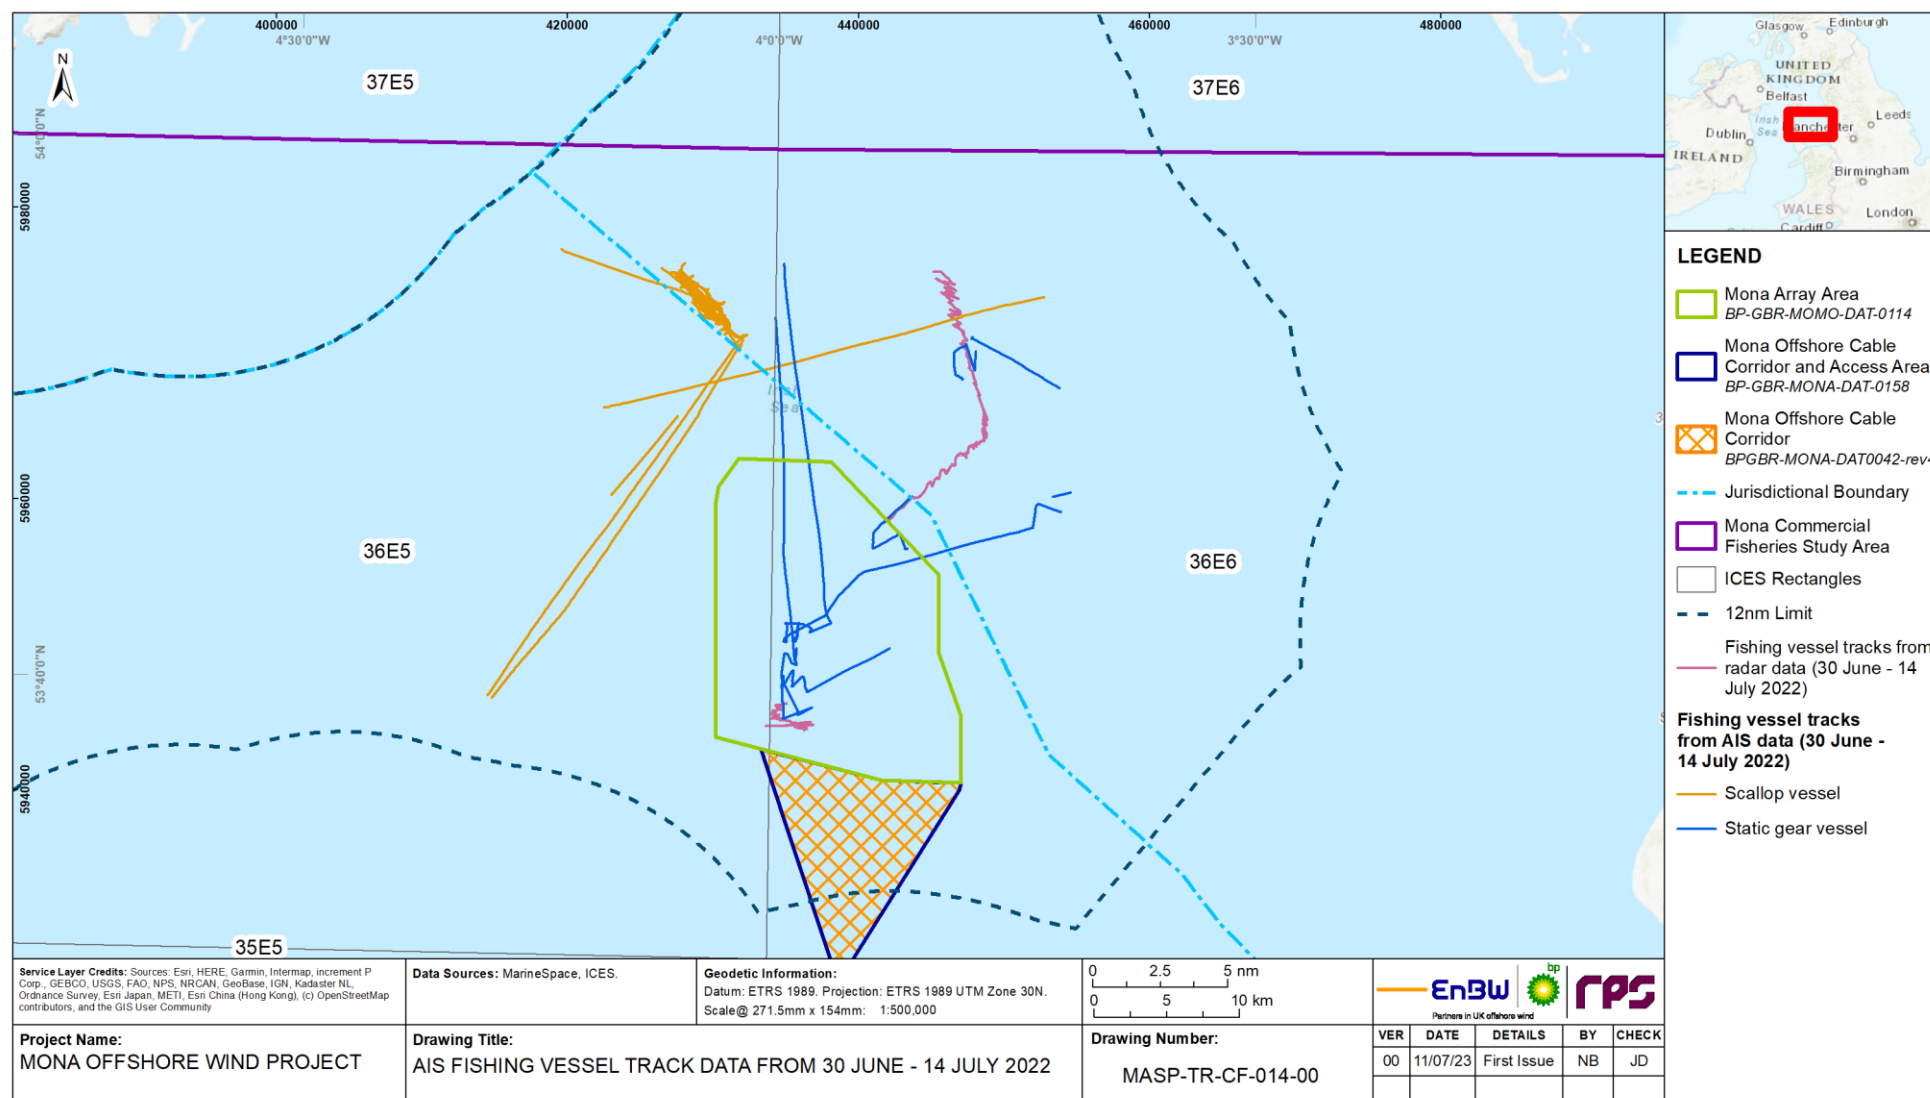 400000
420000
440000
460000
480000
4°30'0"W
4°0'0"W
3°30'0"W
N
37E5
37E6
54°0'0"N
5980000
Irish
Sea
5960000
36E5
36E6
53°40'0"N
5940000
35E5
Glasgow
Edinburgh
UNITED
KINGDOM
Belfast
Irish
Sea
Leeds
Dublin
IRELAND
Birmingham
WALES
London
Cardiff
LEGEND
Mona Array Area
BP-GBR-MOMO-DAT-0114
Mona Offshore Cable
Corridor and Access Area
BP-GBR-MONA-DAT-0158
Mona Offshore Cable
Corridor
BPGBR-MONA-DAT0042-rev4
Jurisdictional Boundary
Mona Commercial
Fisheries Study Area
ICES Rectangles
12nm Limit
Fishing vessel tracks from
radar data (30 June - 14
July 2022)
Fishing vessel tracks
from AIS data (30 June -
14 July 2022)
Scallop vessel
Static gear vessel
Service Layer Credits: Sources: Esri, HERE, Garmin, Intermap, increment P
Corp., GEBCO, USGS, FAO, NPS, NRCAN, GeoBase, IGN, Kadaster NL,
Ordnance Survey, Esri Japan, METI, Esri China (Hong Kong), (c) OpenStreetMap
contributors, and the GIS User Community
Data Sources: MarineSpace, ICES.
Geodetic Information:
Datum: ETRS 1989. Projection: ETRS 1989 UTM Zone 30N.
Scale@ 271.5mm x 154mm: 1:500,000
0 2.5 5 nm
0 5 10 km
EnBW
bp
rps
Partners in UK offshore wind
Project Name:
MONA OFFSHORE WIND PROJECT
Drawing Title:
AIS FISHING VESSEL TRACK DATA FROM 30 JUNE - 14 JULY 2022
Drawing Number:
MASP-TR-CF-014-00
VER DATE DETAILS BY CHECK
00 11/07/23 First Issue NB JD